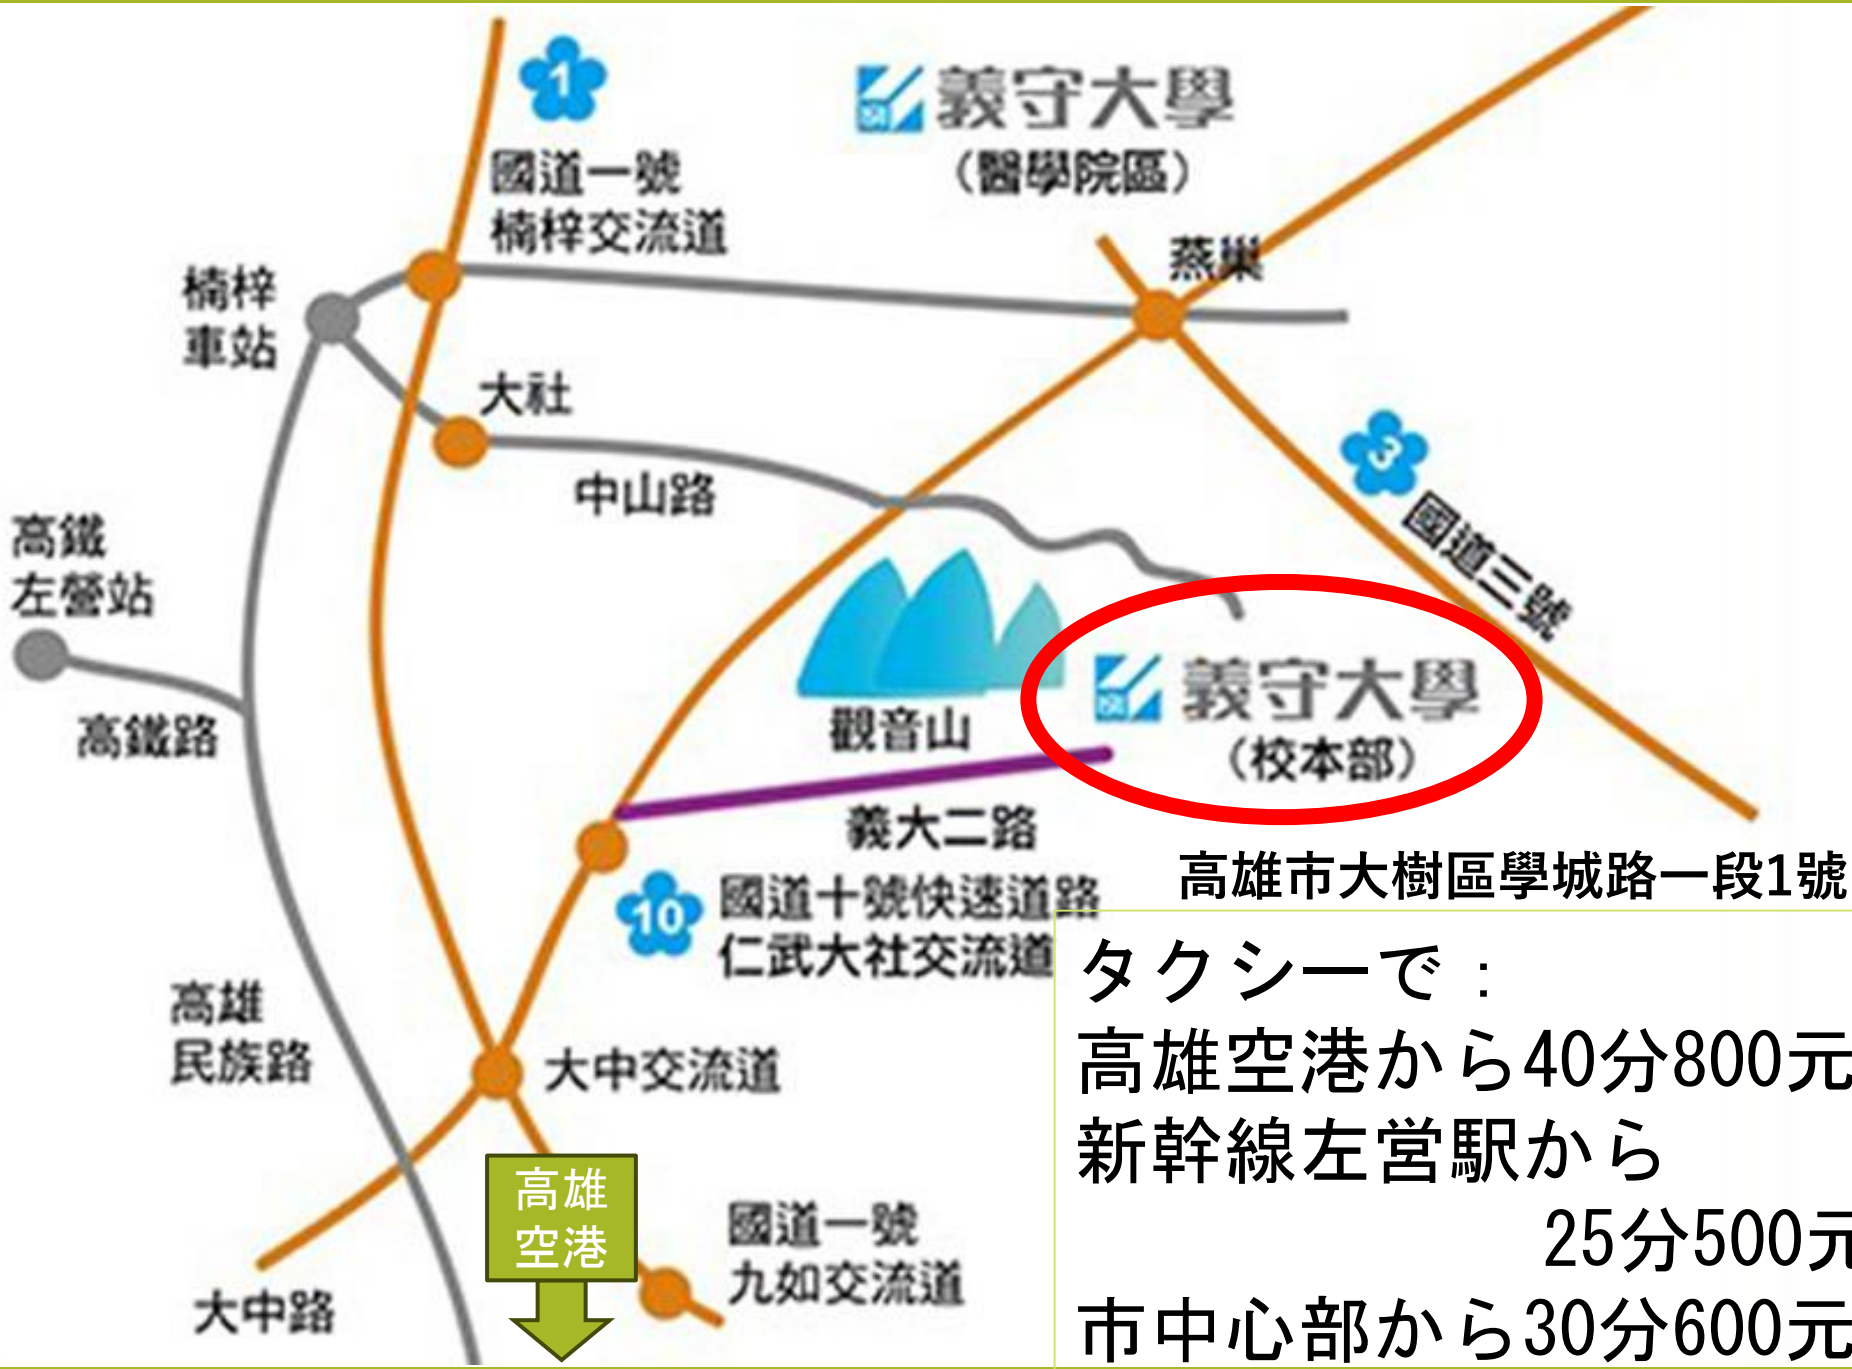 1
國道一號
楠梓交流道
義守大學
(醫學院區)
燕巢
楠梓
車站
大社
中山路
3
國道三號
高鐵
左營站
高鐵路
觀音山
ISU 義守大學
(校本部)
義大二路
高雄市大樹區學城路一段1號
10
國道十號快速道路
仁武大社交流道
高雄
民族路
大中交流道
高雄
空港
國道一號
九如交流道
大中路
タクシーで：
高雄空港から40分800元
新幹線左営駅から
25分500元
市中心部から30分600元